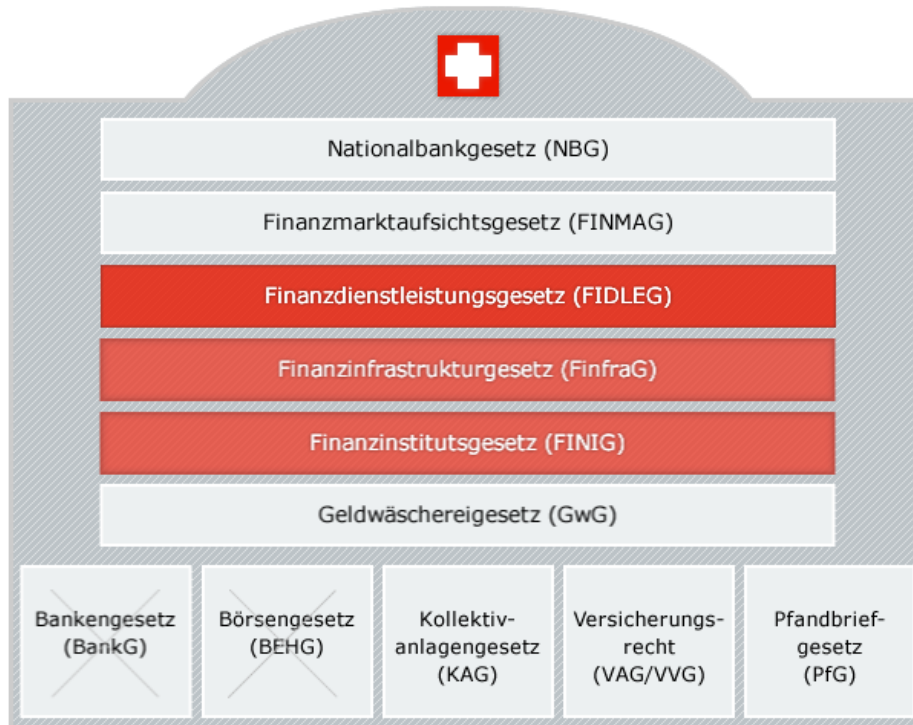 Nationalbankgesetz (NBG)
Finanzmarktaufsichtsgesetz (FINMAG)
Finanzdienstleistungsgesetz (FIDLEG)
Finanzinfrastrukturgesetz (FinfraG)
Finanzinstitutsgesetz (FINIG)
Geldwäschereigesetz (GwG)
Bankengesetz
(BankG)
Börsengesetz
(BEHG)
Kollektiv-
anlagengesetz
(KAG)
Versicherungs-
recht
(VAG/VVG)
Pfandbrief-
gesetz
(PfG)